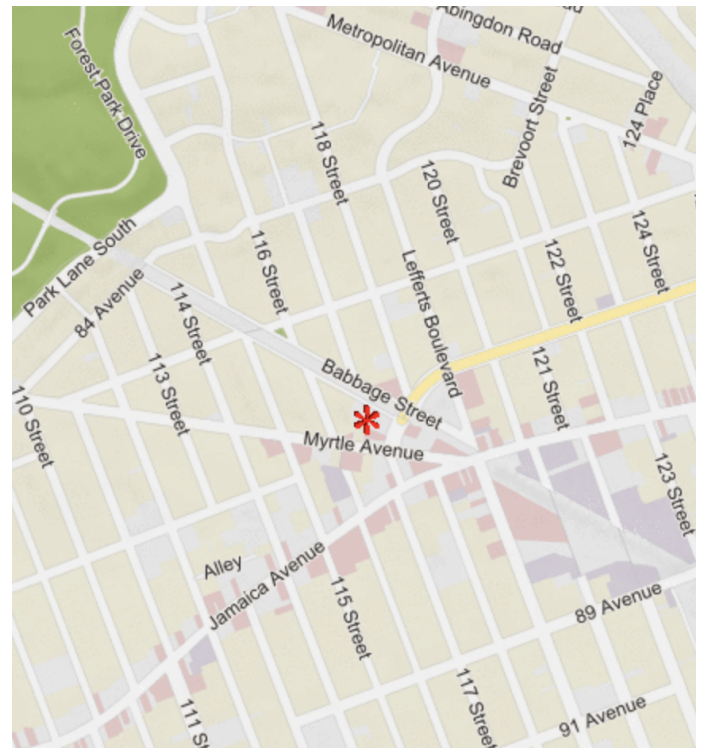 Abingdon Road
Metropolitan Avenue
Forest Park Drive
Brevoort Street
124 Place
118 Street
120 Street
Park Lane South
84 Avenue
116 Street
124 Street
122 Street
Lefferts Boulevard
114 Street
113 Street
121 Street
Babbage Street
110 Street
Myrtle Avenue
123 Street
Alley
Jamaica Avenue
115 Street
89 Avenue
117 Street
111 St
91 Avenue